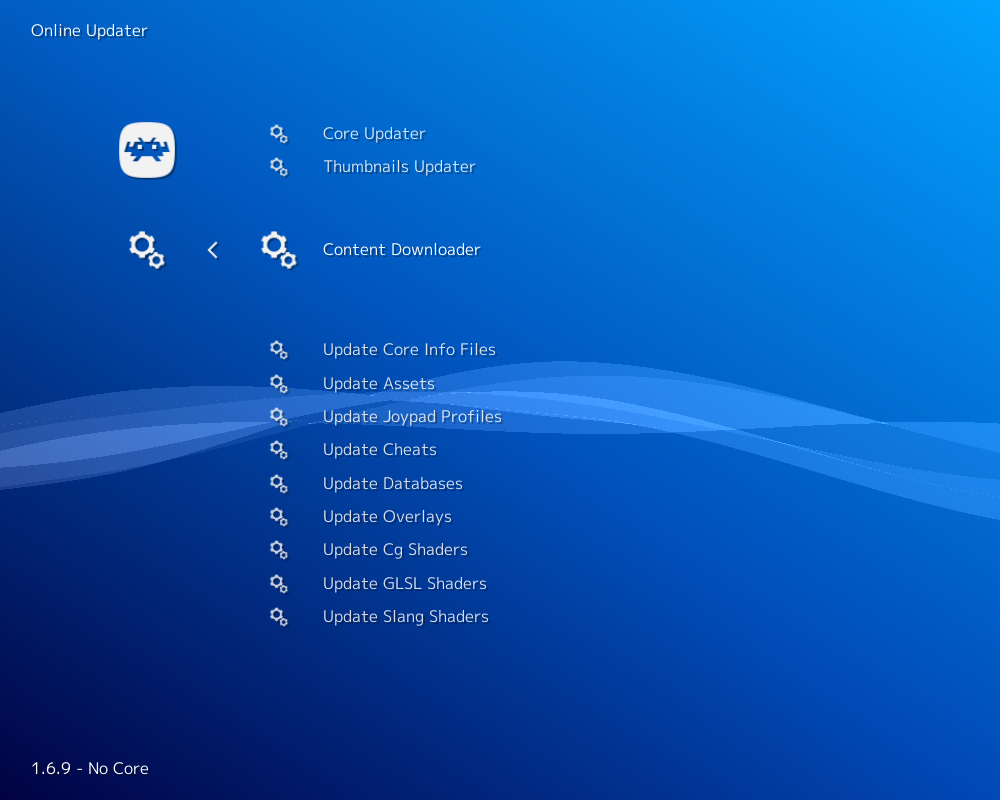 Online Updater
Core Updater
Thumbnails Updater
Content Downloader
Update Core Info Files
Update Assets
Update Joypad Profiles
Update Cheats
Update Databases
Update Overlays
Update Cg Shaders
Update GLSL Shaders
Update Slang Shaders
1.6.9 - No Core